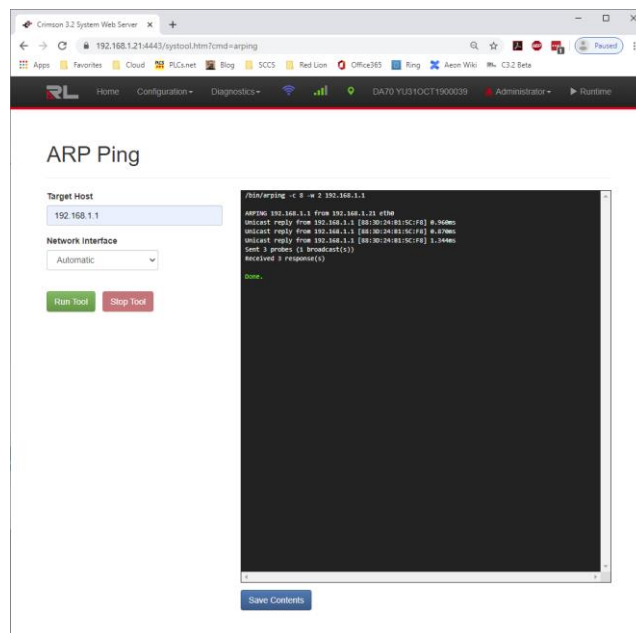 Crimson 3.2 System Web Server
192.168.1.21:4443/systool.htm?cmd=arping
Paused
Apps Favorites Cloud PLCs.net Blog SCCS Red Lion Office365 Ring Aeon Wiki C3.2 Beta
RL Home Configuration Diagnostics DA70 YU31OCT1900039 Administrator Runtime
ARP Ping
Target Host
192.168.1.1
Network Interface
Automatic
Run Tool Stop Tool
/bin/arping -c 8 -w 2 192.168.1.1
ARPING 192.168.1.1 from 192.168.1.21 eth0
Unicast reply from 192.168.1.1 [88:3D:24:01:5C:F8] 0.960ms
Unicast reply from 192.168.1.1 [88:3D:24:01:5C:F8] 0.870ms
Unicast reply from 192.168.1.1 [88:3D:24:01:5C:F8] 1.344ms
Sent 3 probes (1 broadcast(s))
Received 3 response(s)
Done.
Save Contents